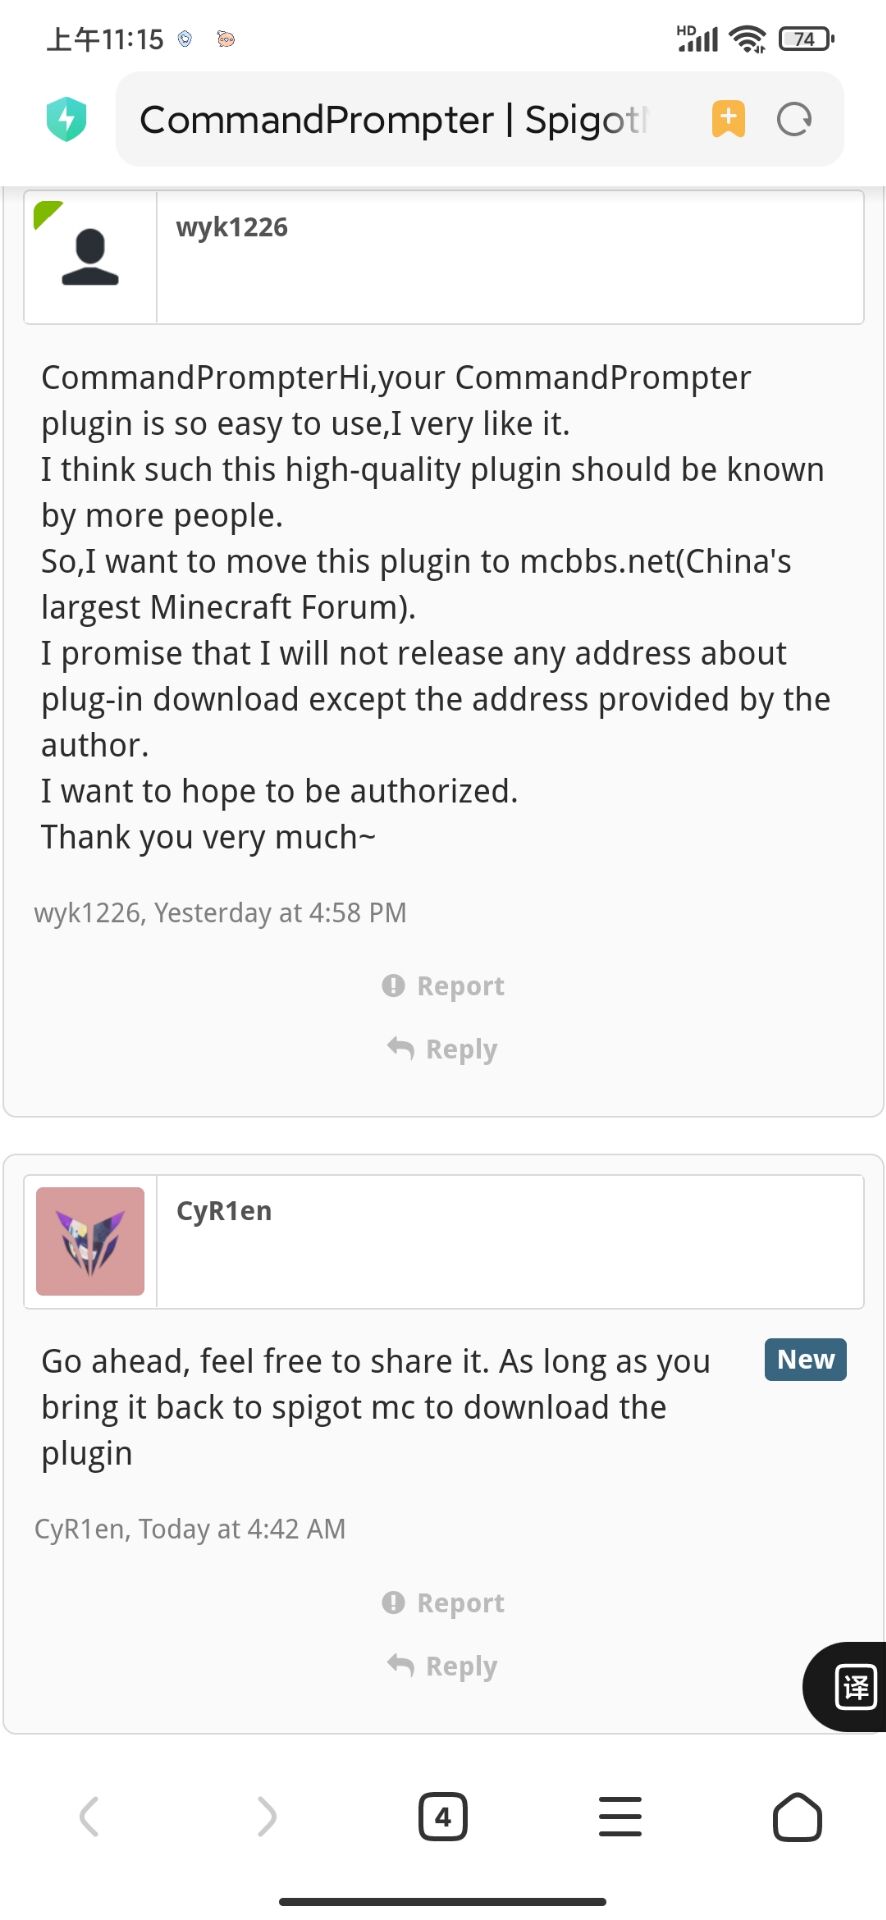 上午11:15
HD
74
CommandPrompter | Spigot
wyk1226
CommandPrompterHi,your CommandPrompter
plugin is so easy to use,I very like it.
I think such this high-quality plugin should be known
by more people.
So,I want to move this plugin to mcbbs.net(China's
largest Minecraft Forum).
I promise that I will not release any address about
plug-in download except the address provided by the
author.
I want to hope to be authorized.
Thank you very much~
wyk1226, Yesterday at 4:58 PM
Report
Reply
CyR1en
Go ahead, feel free to share it. As long as you
New
bring it back to spigot mc to download the
plugin
CyR1en, Today at 4:42 AM
Report
Reply
译
4